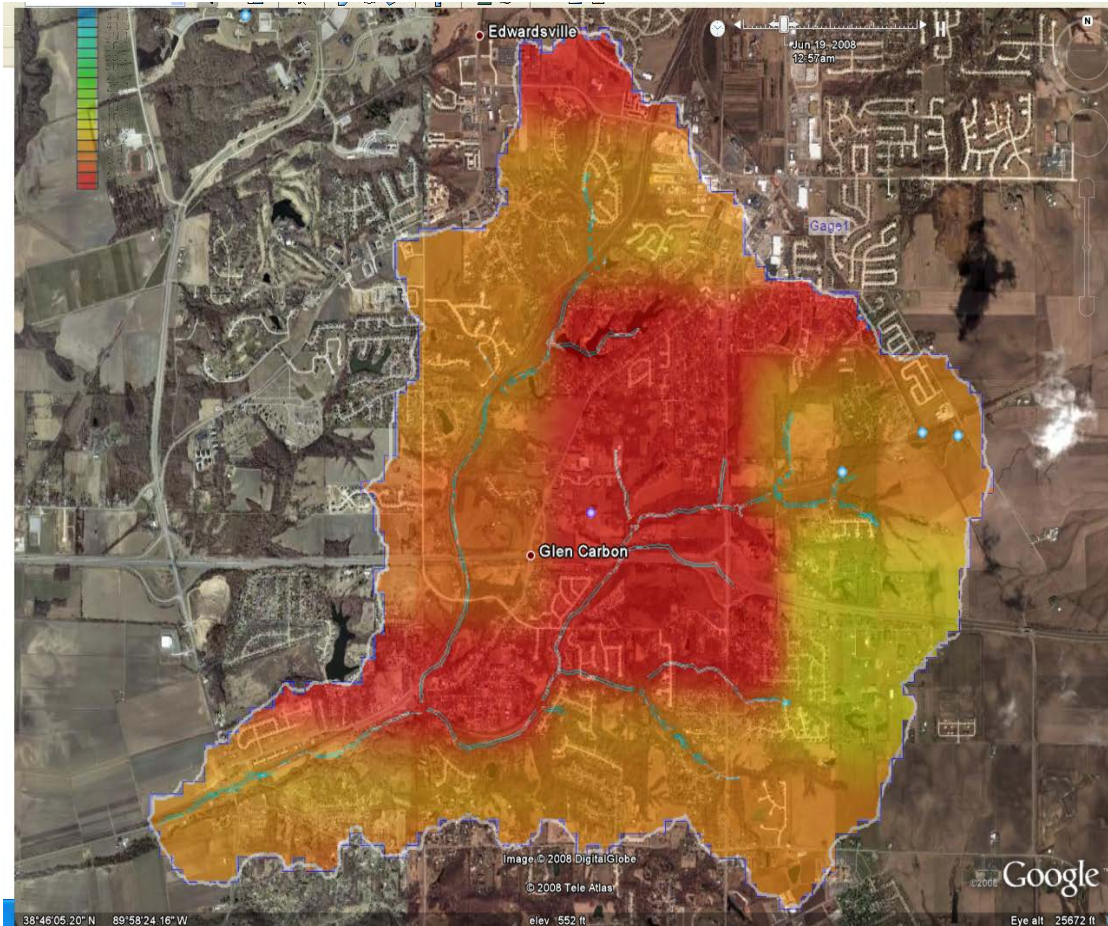 Edwardsville
Jun 19, 2008
12:57am
N
Gage1
Glen Carbon
Image © 2008 DigitalGlobe
© 2008 Tele Atlas
©2008 Google
38°46'05.20" N 89°58'24.16" W elev 552 ft Eye alt 25672 ft